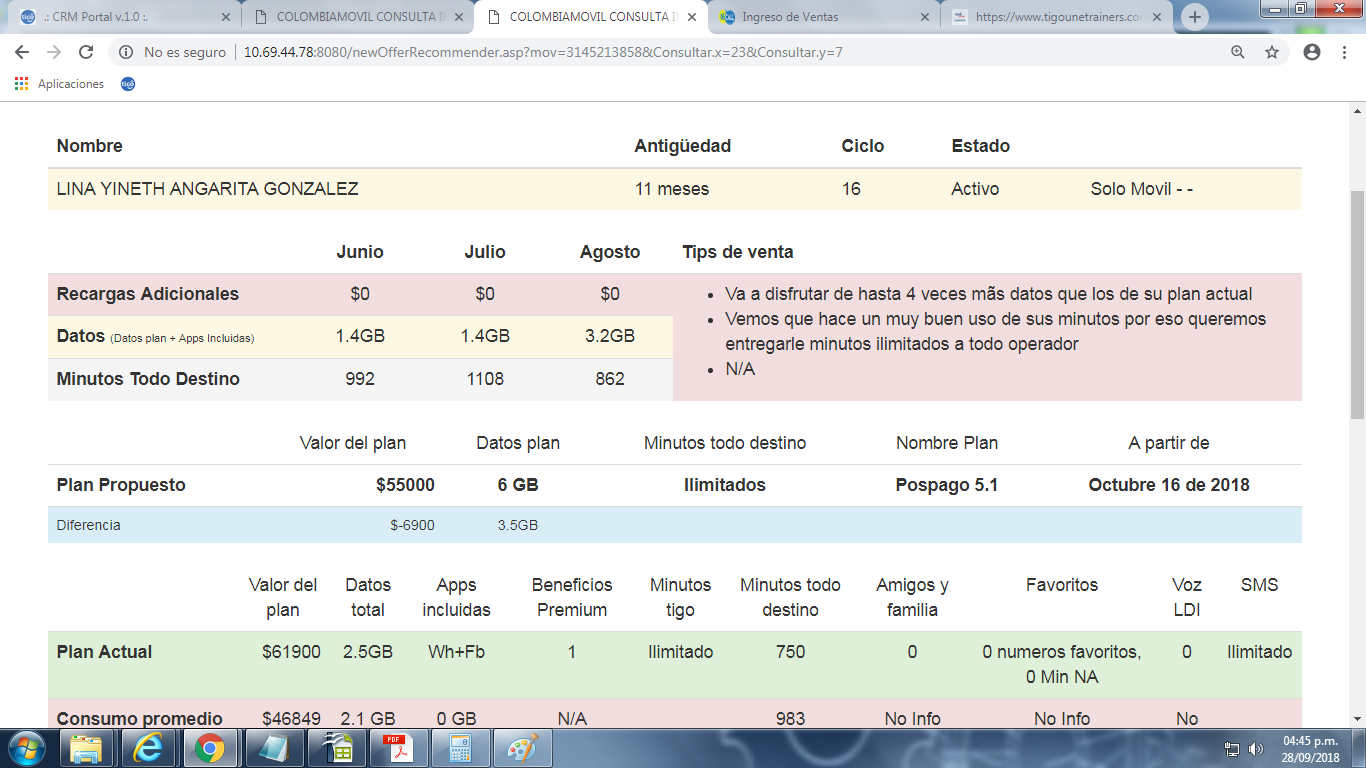 .: CRM Portal v.1.0 :.
COLOMBIAMOVIL CONSULTA I
COLOMBIAMOVIL CONSULTA I
Ingreso de Ventas
https://www.tigounetrainers.co
No es seguro 10.69.44.78:8080/newOfferRecommender.asp?mov=3145213858&Consultar.x=23&Consultar.y=7
Aplicaciones
Nombre Antigüedad Ciclo Estado
LINA YINETH ANGARITA GONZALEZ 11 meses 16 Activo Solo Movil - -
Junio Julio Agosto Tips de venta
Recargas Adicionales $0 $0 $0
Datos (Datos plan + Apps Incluidas) 1.4GB 1.4GB 3.2GB
Minutos Todo Destino 992 1108 862
Va a disfrutar de hasta 4 veces mãs datos que los de su plan actual
Vemos que hace un muy buen uso de sus minutos por eso queremos
entregarle minutos ilimitados a todo operador
N/A
Valor del plan Datos plan Minutos todo destino Nombre Plan A partir de
Plan Propuesto $55000 6 GB Ilimitados Pospago 5.1 Octubre 16 de 2018
Diferencia $-6900 3.5GB
Valor del Datos Apps Beneficios Minutos Minutos todo Amigos y Favoritos Voz SMS
plan total incluidas Premium tigo destino familia LDI
Plan Actual $61900 2.5GB Wh+Fb 1 Ilimitado 750 0 0 numeros favoritos, 0 Ilimitado
0 Min NA
Consumo promedio $46849 2.1 GB 0 GB N/A 983 No Info No Info No
PDF
04:45 p.m.
28/09/2018